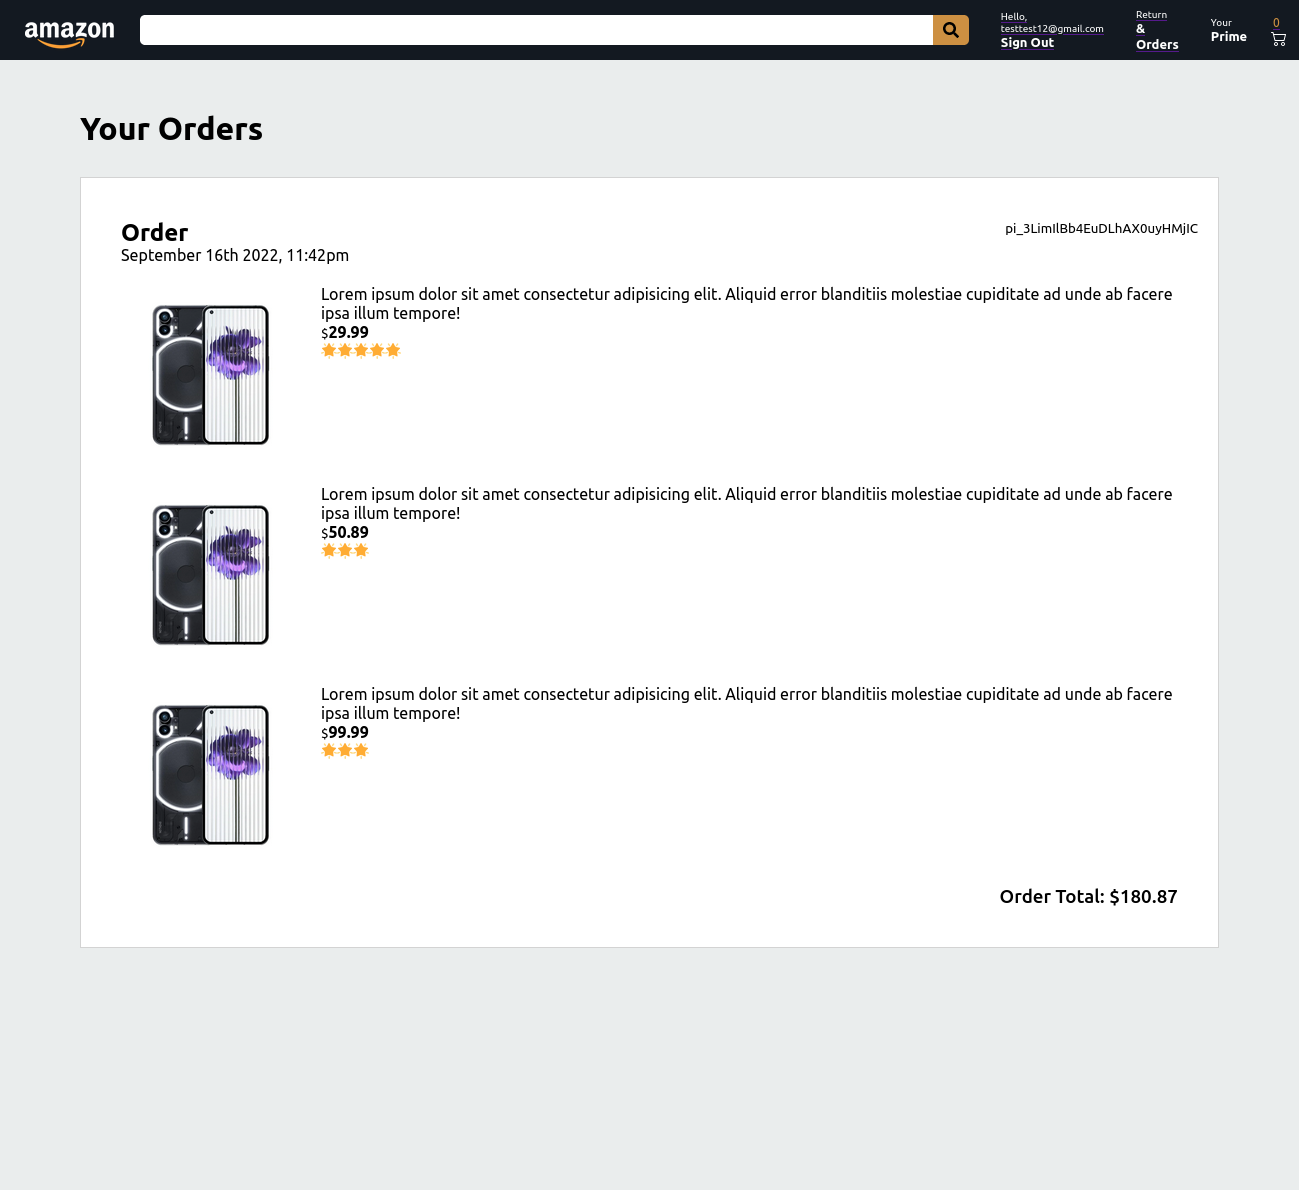 amazon
Hello,
testtest12@gmail.com
Sign Out
Return
&
Orders
Your
Prime
0
Your Orders
Order
pi_3LimIlBb4EuDLhAX0uyHMjIC
September 16th 2022, 11:42pm
Lorem ipsum dolor sit amet consectetur adipisicing elit. Aliquid error blanditiis molestiae cupiditate ad unde ab facere
ipsa illum tempore!
$29.99
Lorem ipsum dolor sit amet consectetur adipisicing elit. Aliquid error blanditiis molestiae cupiditate ad unde ab facere
ipsa illum tempore!
$50.89
Lorem ipsum dolor sit amet consectetur adipisicing elit. Aliquid error blanditiis molestiae cupiditate ad unde ab facere
ipsa illum tempore!
$99.99
Order Total: $180.87